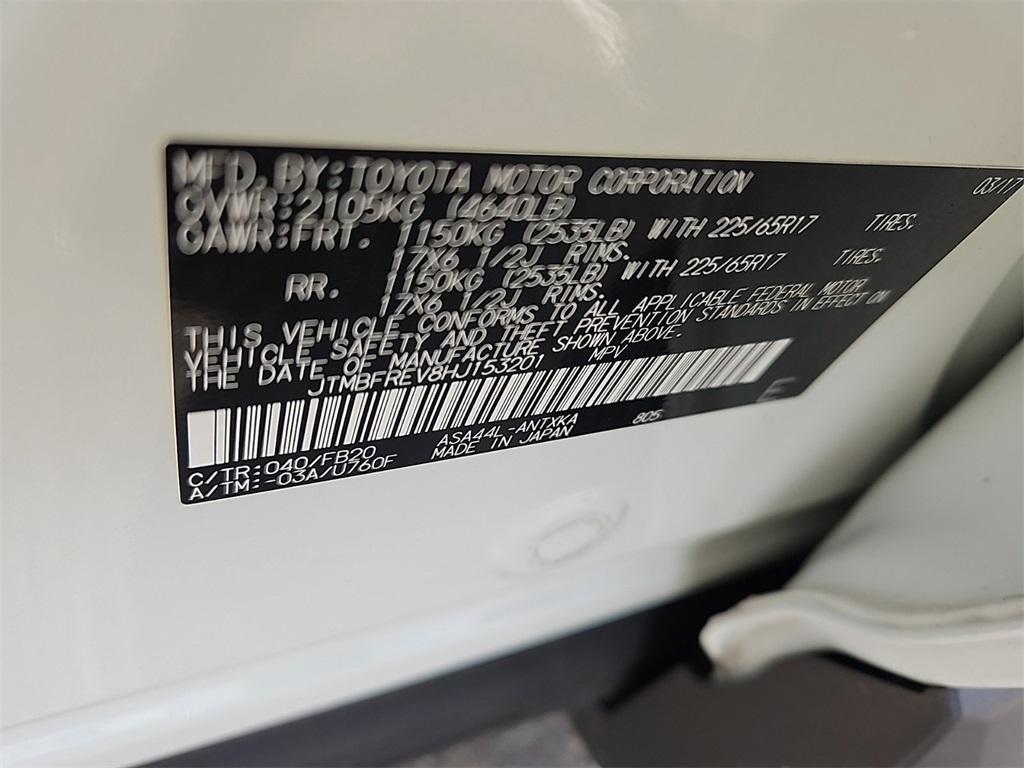 MFD. BY: TOYOTA MOTOR CORPORATION 03/17
GVWR: 2105KG (4640LB)
GAWR: FRT. 1150KG (2535LB) WITH 225/65R17 TIRES.
17X6 1/2J RIMS.
RR. 1150KG (2535LB) WITH 225/65R17 TIRES.
17X6 1/2J RIMS.
THIS VEHICLE CONFORMS TO ALL APPLICABLE FEDERAL MOTOR
VEHICLE SAFETY AND THEFT PREVENTION STANDARDS IN EFFECT ON
THE DATE OF MANUFACTURE SHOWN ABOVE.
JTMBFREV8HJ153201 MPV
E
C/TR: 040/FB20 ASA44L-ANTXKA 805
A/TM: -03A/U760F MADE IN JAPAN